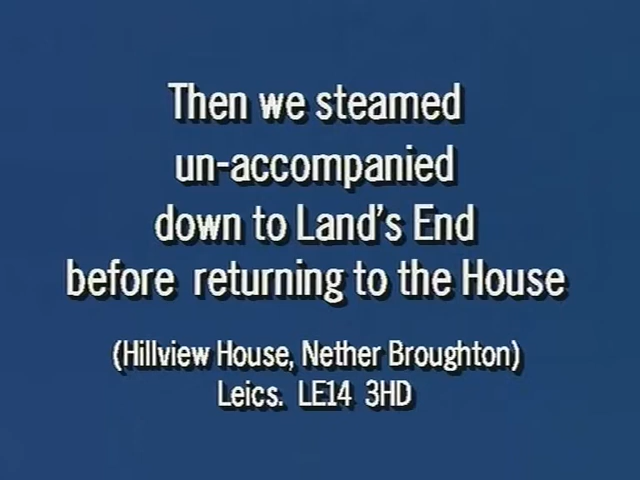 Then we steamed
un-accompanied
down to Land's End
before returning to the House
(Hillview House, Nether Broughton)
Leics. LE14 3HD